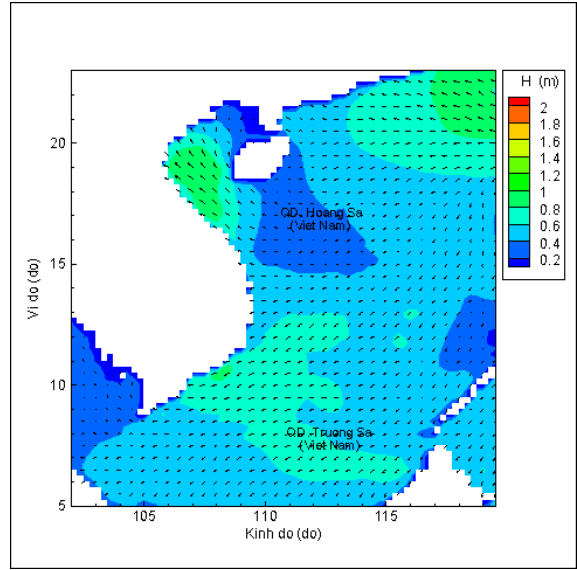 H (m)
2
1.8
1.6
1.4
1.2
1
0.8
0.6
0.4
0.2
20
15
10
5
Vi do (do)
QD. Hoang Sa
(Viet Nam)
QD. Truong Sa
(Viet Nam)
105
110
115
Kinh do (do)